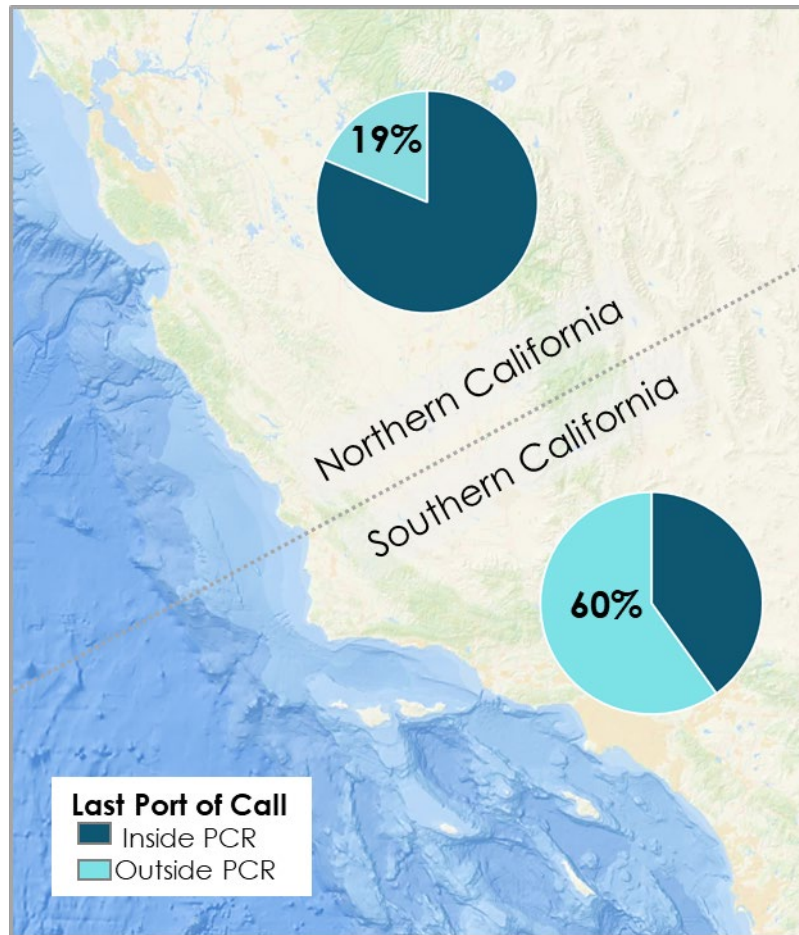 19%
Northern California
Southern California
60%
Last Port of Call
Inside PCR
Outside PCR